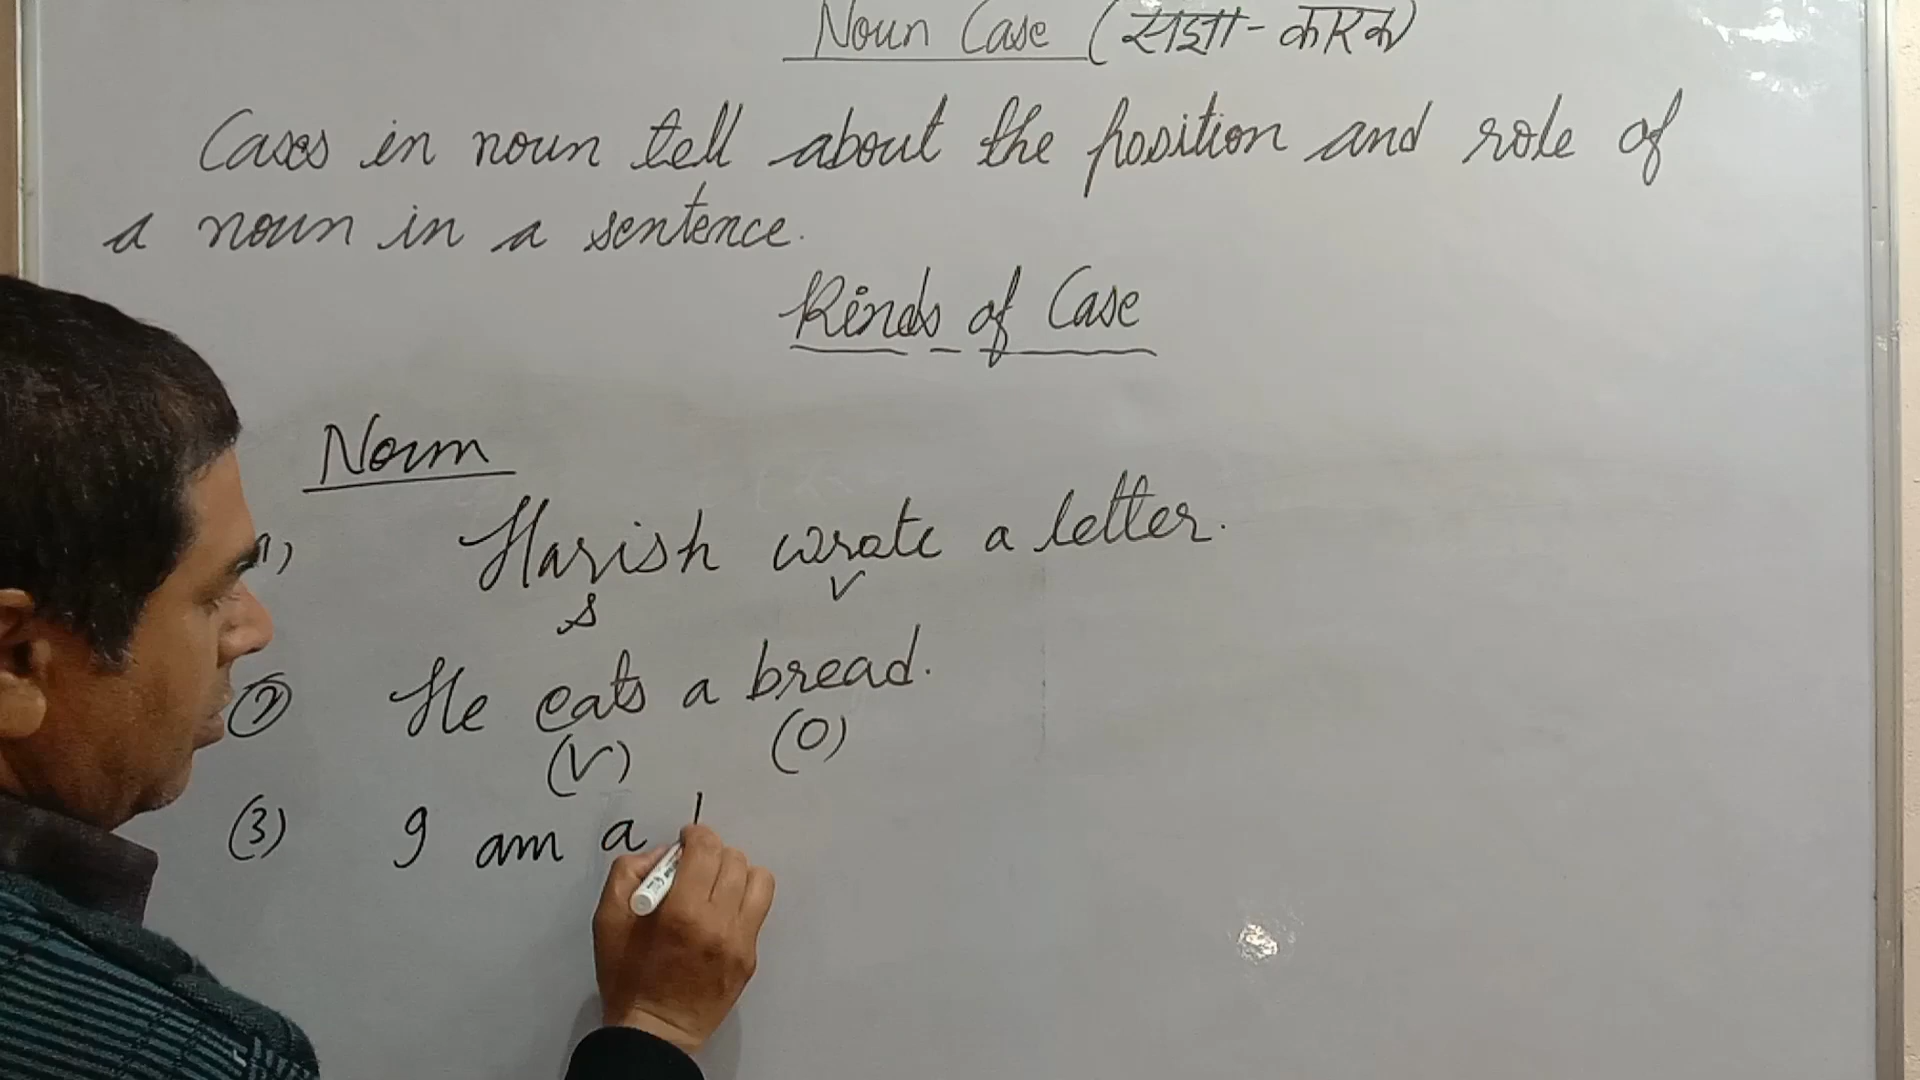 Noun Case (संज्ञा-कारक)
Cases in noun tell about the position and role of
a noun in a sentence.
Kinds of Case
Noun
1) Harish wrote a letter.
S V
(2) He eats a bread.
(V) (O)
(3) I am a